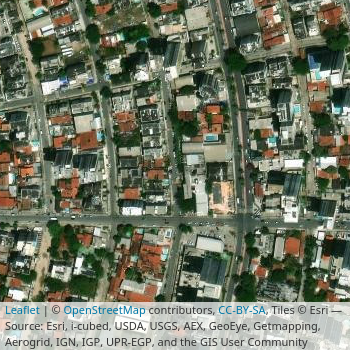 Leaflet | © OpenStreetMap contributors, CC-BY-SA, Tiles © Esri —
Source: Esri, i-cubed, USDA, USGS, AEX, GeoEye, Getmapping,
Aerogrid, IGN, IGP, UPR-EGP, and the GIS User Community